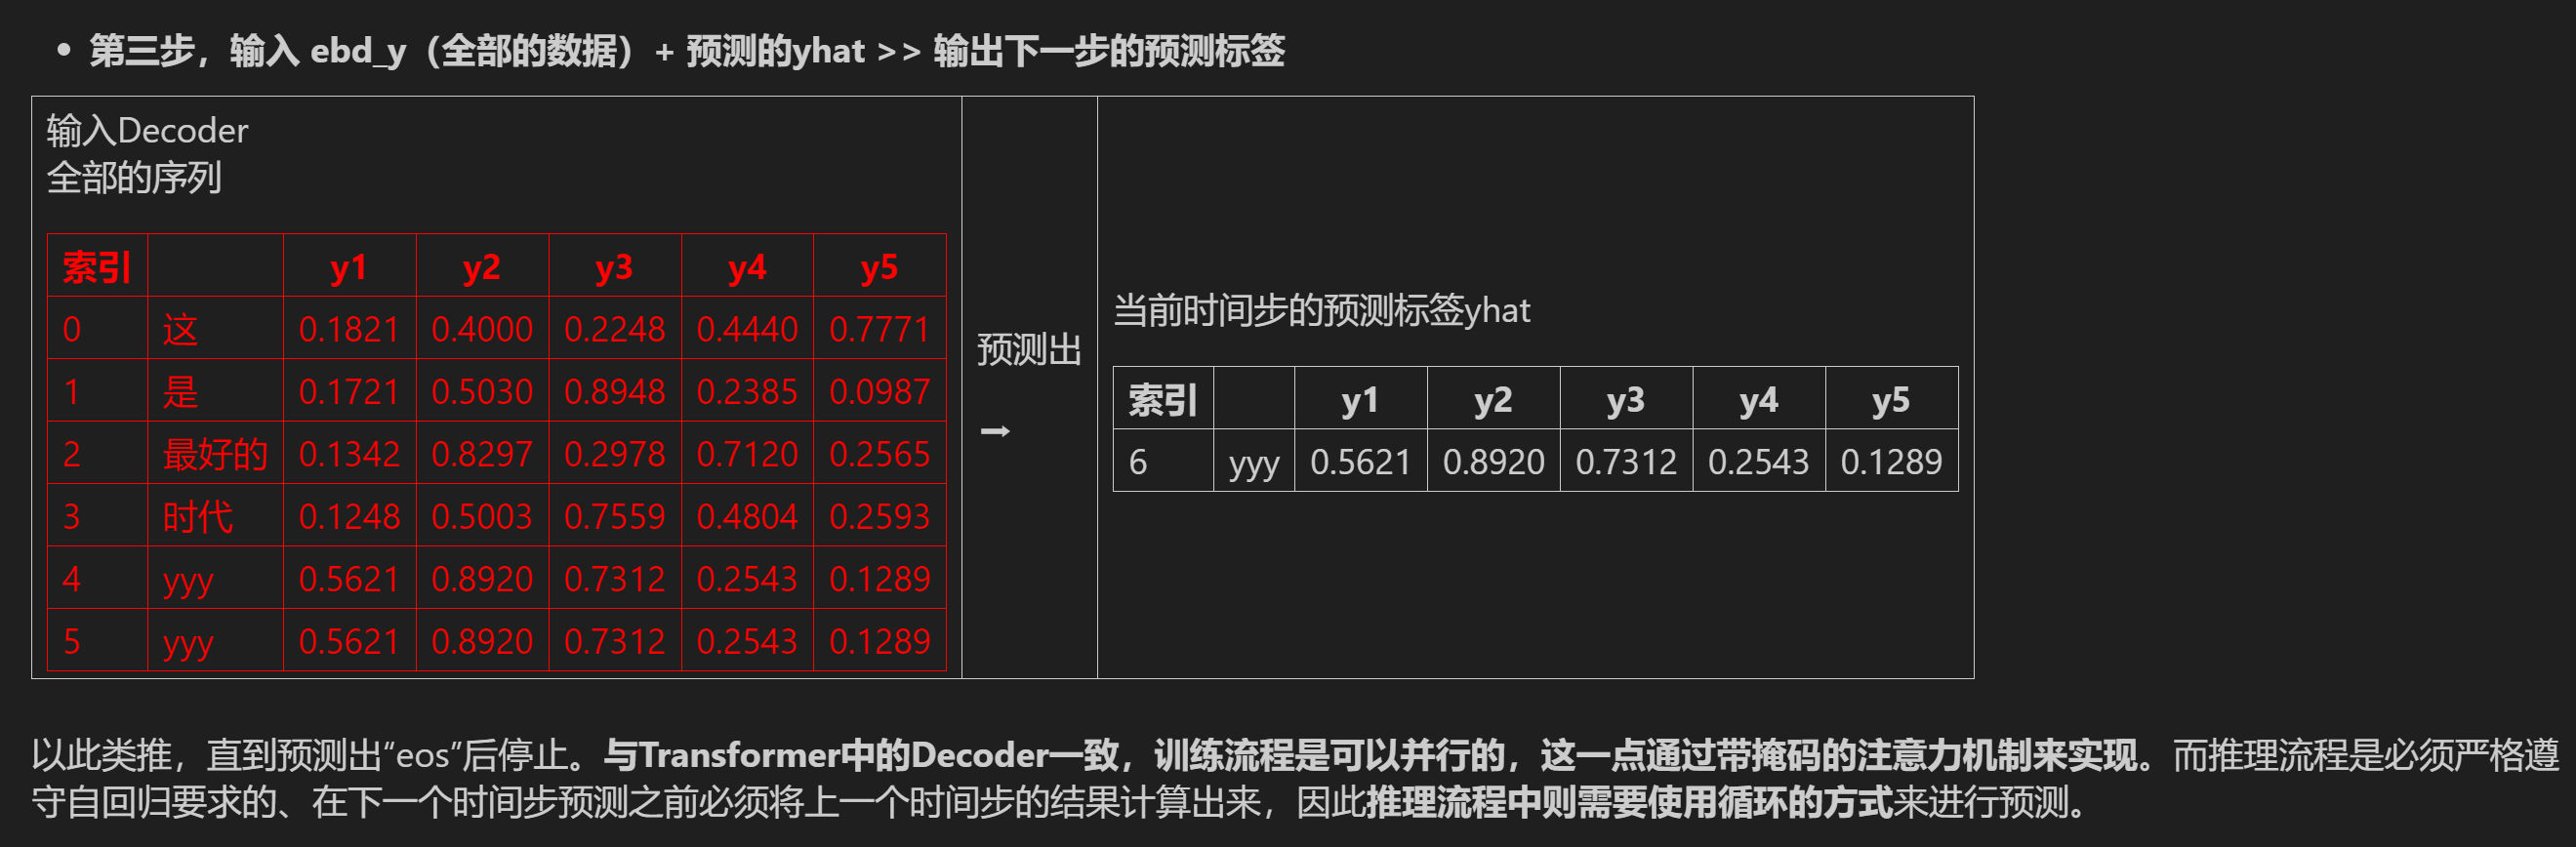 • 第三步，输入 ebd_y（全部的数据）+ 预测的yhat >> 输出下一步的预测标签
输入Decoder
全部的序列
索引 y1 y2 y3 y4 y5
0 这 0.1821 0.4000 0.2248 0.4440 0.7771
1 是 0.1721 0.5030 0.8948 0.2385 0.0987
2 最好的 0.1342 0.8297 0.2978 0.7120 0.2565
3 时代 0.1248 0.5003 0.7559 0.4804 0.2593
4 yyy 0.5621 0.8920 0.7312 0.2543 0.1289
5 yyy 0.5621 0.8920 0.7312 0.2543 0.1289
预测出
→
当前时间步的预测标签yhat
索引 y1 y2 y3 y4 y5
6 yyy 0.5621 0.8920 0.7312 0.2543 0.1289
以此类推，直到预测出“eos”后停止。与Transformer中的Decoder一致，训练流程是可以并行的，这一点通过带掩码的注意力机制来实现。而推理流程是必须严格遵
守自回归要求的、在下一个时间步预测之前必须将上一个时间步的结果计算出来，因此推理流程中则需要使用循环的方式来进行预测。